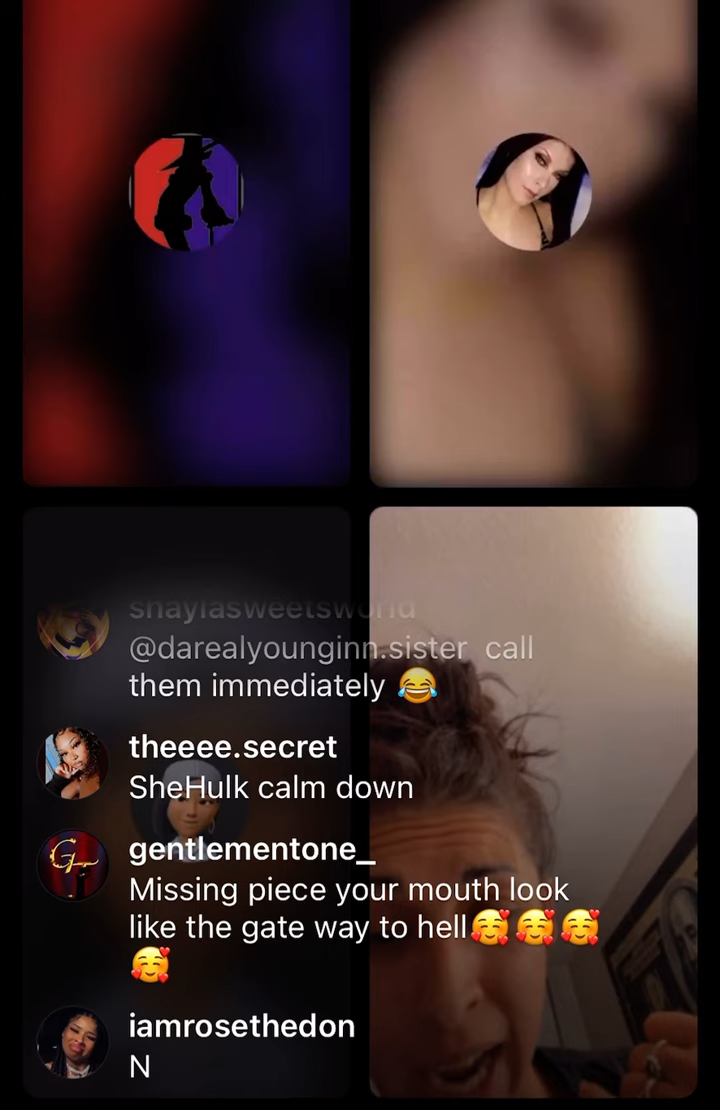 shaylasweetsworld
@darealyounginn.sister call
them immediately 😂
theeee.secret
SheHulk calm down
gentlementone_
Missing piece your mouth look
like the gate way to hell🥰🥰🥰
🥰
iamrosethedon
N